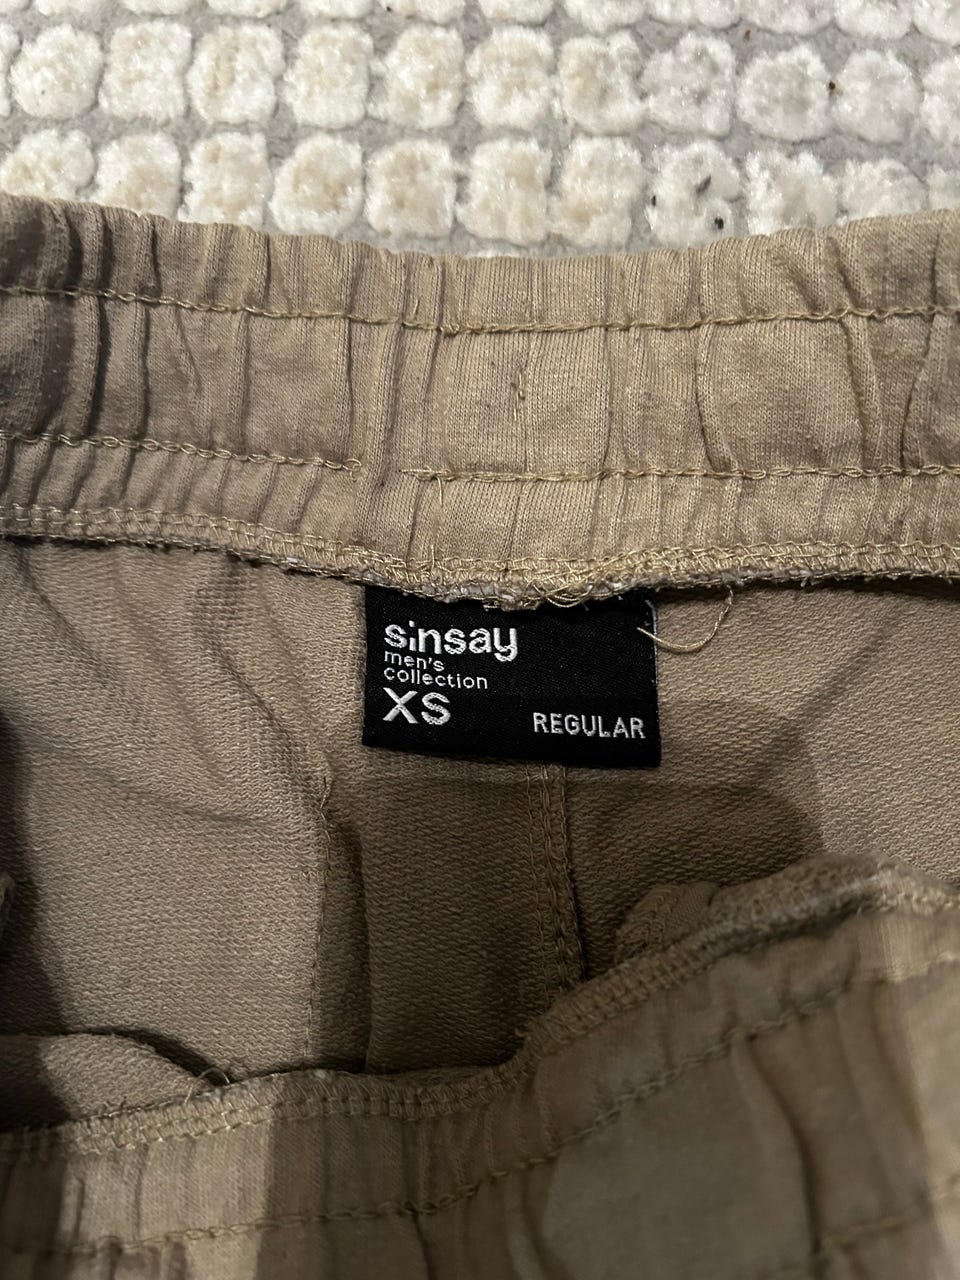 sinsay
men's
collection
XS
REGULAR